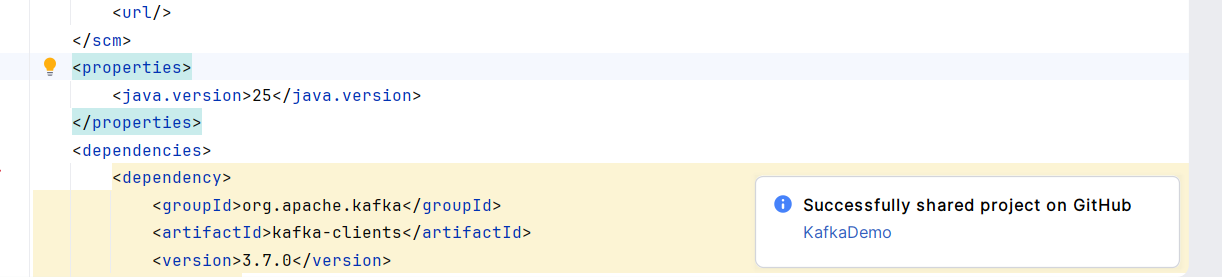 <url/>
</scm>
<properties>
<java.version>25</java.version>
</properties>
<dependencies>
<dependency>
<groupId>org.apache.kafka</groupId>
<artifactId>kafka-clients</artifactId>
<version>3.7.0</version>
Successfully shared project on GitHub
KafkaDemo